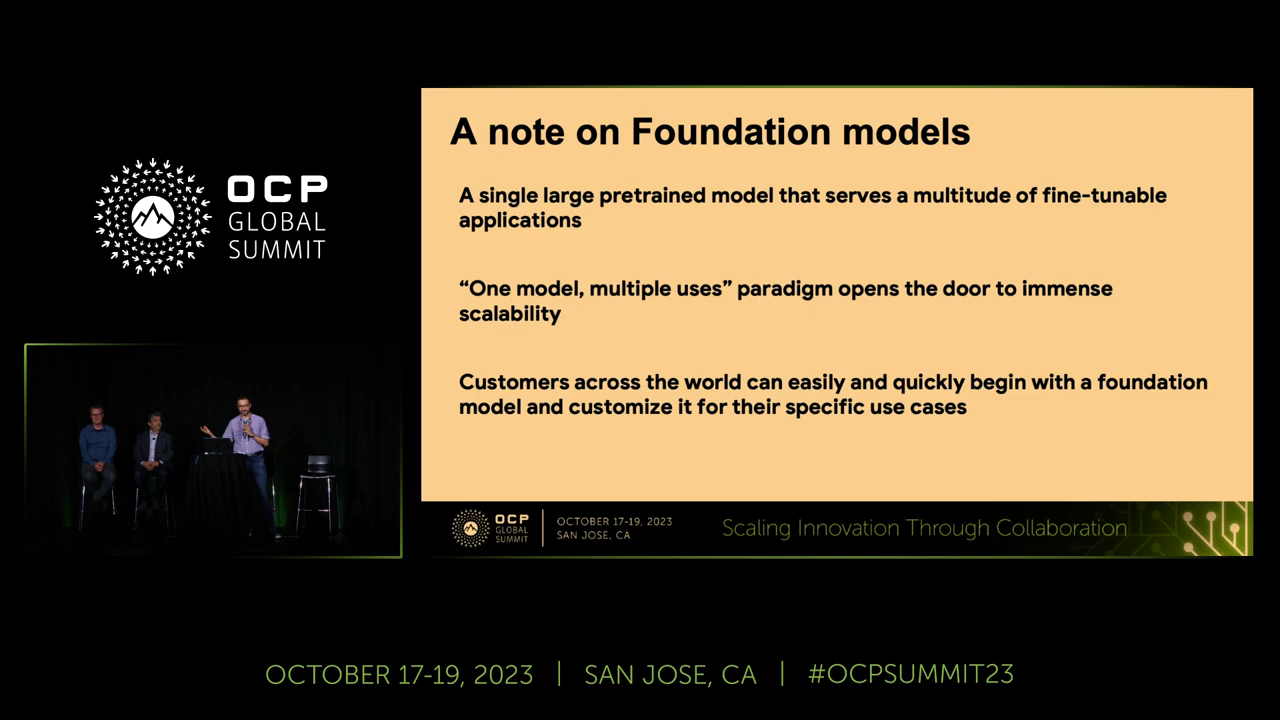 OCP
GLOBAL
SUMMIT
A note on Foundation models
A single large pretrained model that serves a multitude of fine-tunable
applications
“One model, multiple uses” paradigm opens the door to immense
scalability
Customers across the world can easily and quickly begin with a foundation
model and customize it for their specific use cases
OCP
GLOBAL
SUMMIT
OCTOBER 17-19, 2023
SAN JOSE, CA
Scaling Innovation Through Collaboration
OCTOBER 17-19, 2023 | SAN JOSE, CA | #OCPSUMMIT23